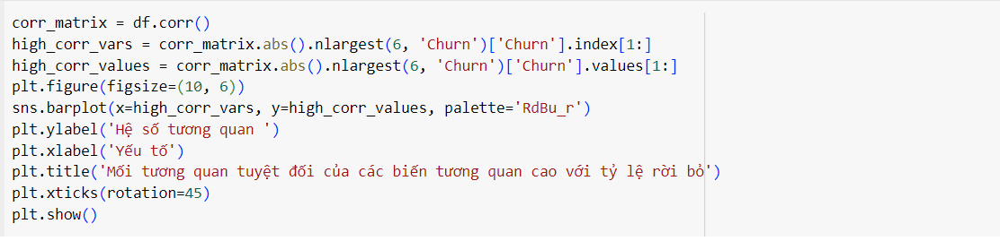 corr_matrix = df.corr()
high_corr_vars = corr_matrix.abs().nlargest(6, 'Churn')['Churn'].index[1:]
high_corr_values = corr_matrix.abs().nlargest(6, 'Churn')['Churn'].values[1:]
plt.figure(figsize=(10, 6))
sns.barplot(x=high_corr_vars, y=high_corr_values, palette='RdBu_r')
plt.ylabel('Hệ số tương quan ')
plt.xlabel('Yếu tố')
plt.title('Mối tương quan tuyệt đối của các biến tương quan cao với tỷ lệ rời bỏ')
plt.xticks(rotation=45)
plt.show()